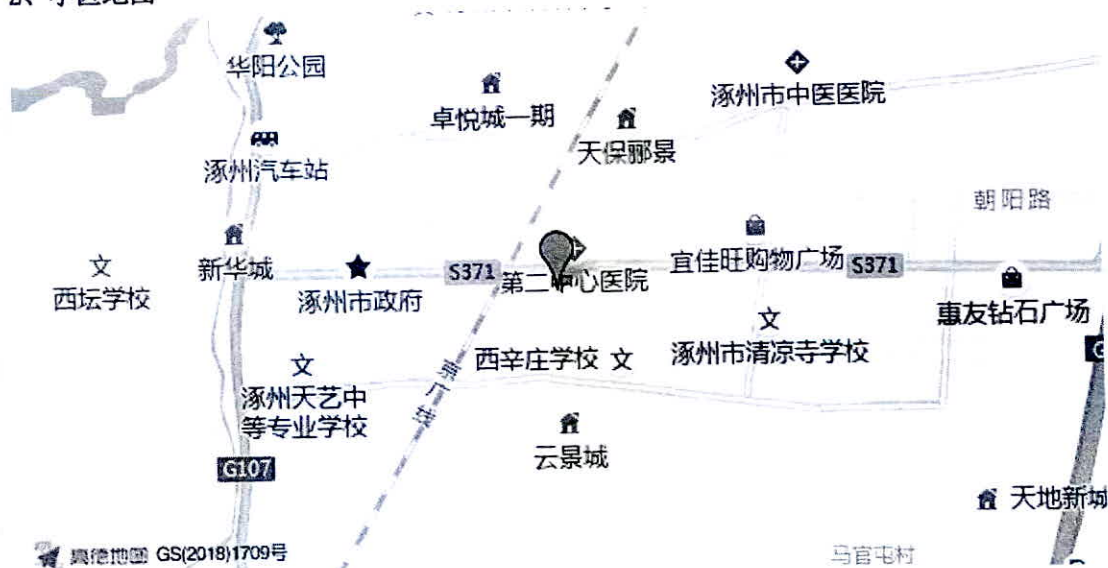 华阳公园
卓悦城一期
涿州市中医医院
天保郦景
涿州汽车站
朝阳路
新华城
西坛学校
涿州市政府
S371
第二中心医院
宜佳旺购物广场
S371
惠友钻石广场
西辛庄学校
涿州市清凉寺学校
涿州天艺中
等专业学校
京广线
云景城
G107
天地新城
高德地图 GS(2018)1709号
马官屯村